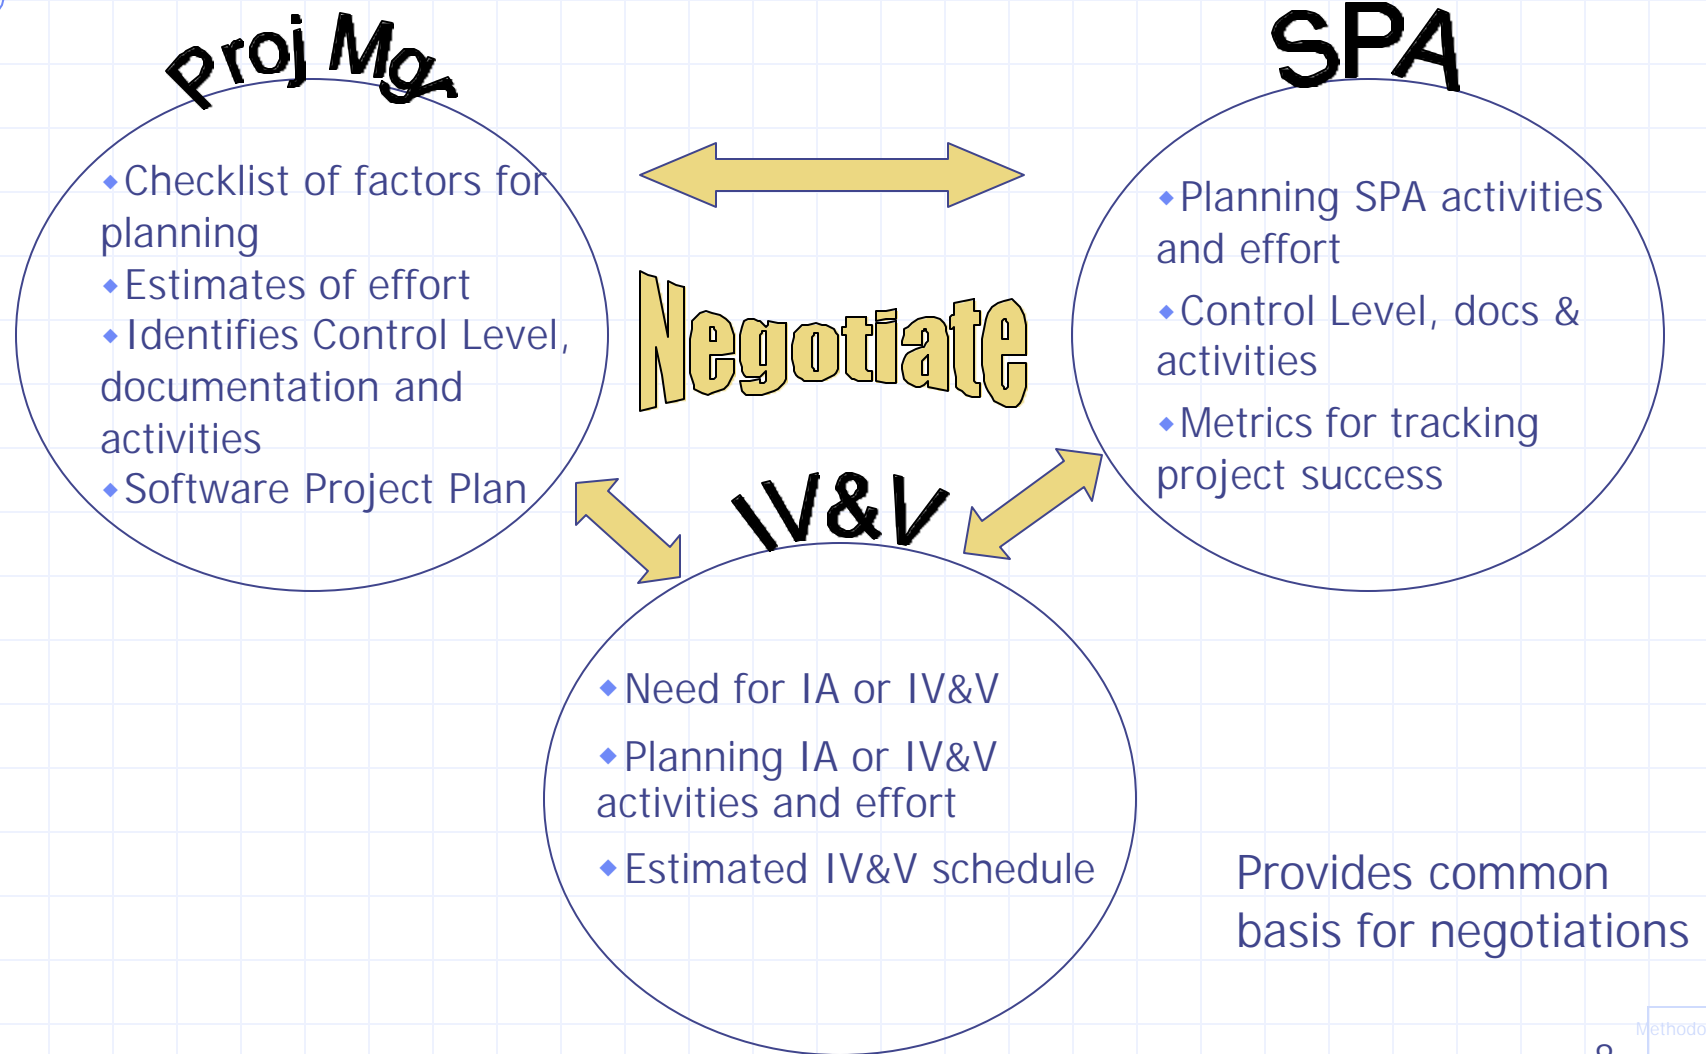 Proj Mgr
◆Checklist of factors for
planning
◆Estimates of effort
◆Identifies Control Level,
documentation and
activities
◆Software Project Plan
SPA
◆Planning SPA activities
and effort
◆Control Level, docs &
activities
◆Metrics for tracking
project success
Negotiate
IV&V
◆Need for IA or IV&V
◆Planning IA or IV&V
activities and effort
◆Estimated IV&V schedule
Provides common
basis for negotiations
Methodo